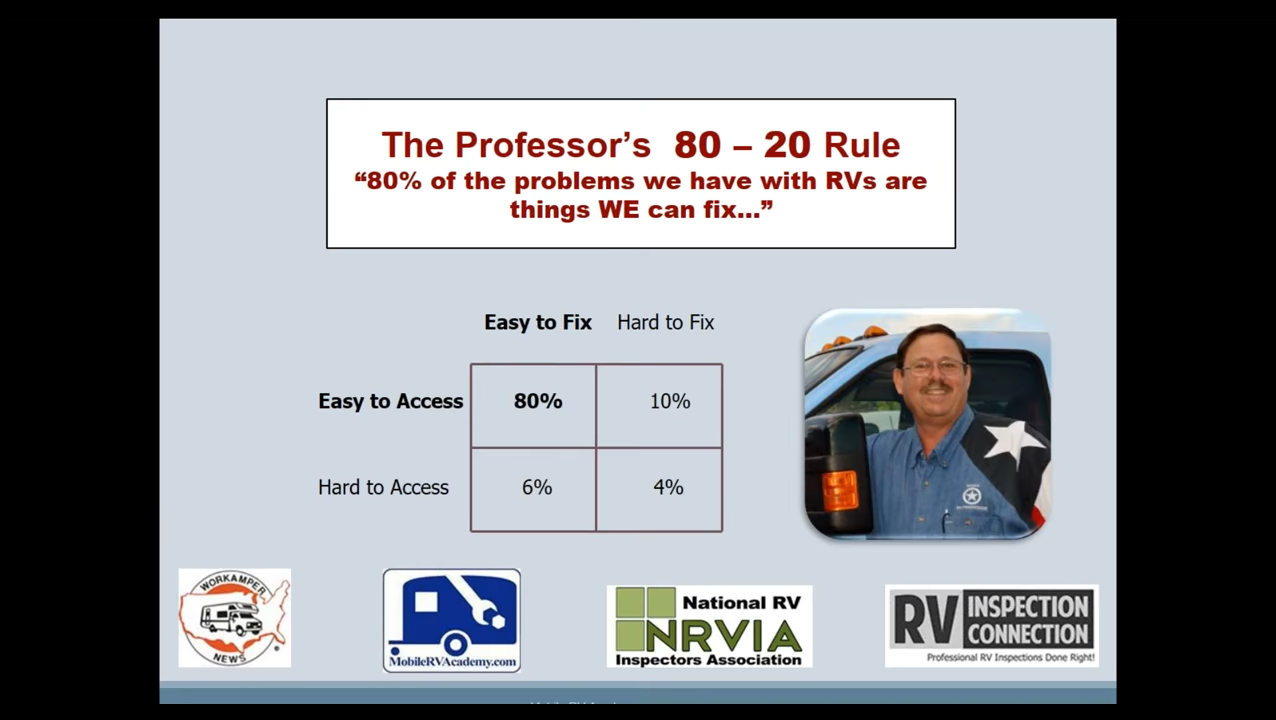 The Professor’s 80 – 20 Rule
“80% of the problems we have with RVs are
things WE can fix...”
Easy to Fix Hard to Fix
Easy to Access 80% 10%
Hard to Access 6% 4%
WORKAMPER
NEWS
MobileRVAcademy.com
National RV
NRVIA
Inspectors Association
RV INSPECTION
CONNECTION
Professional RV Inspections Done Right!